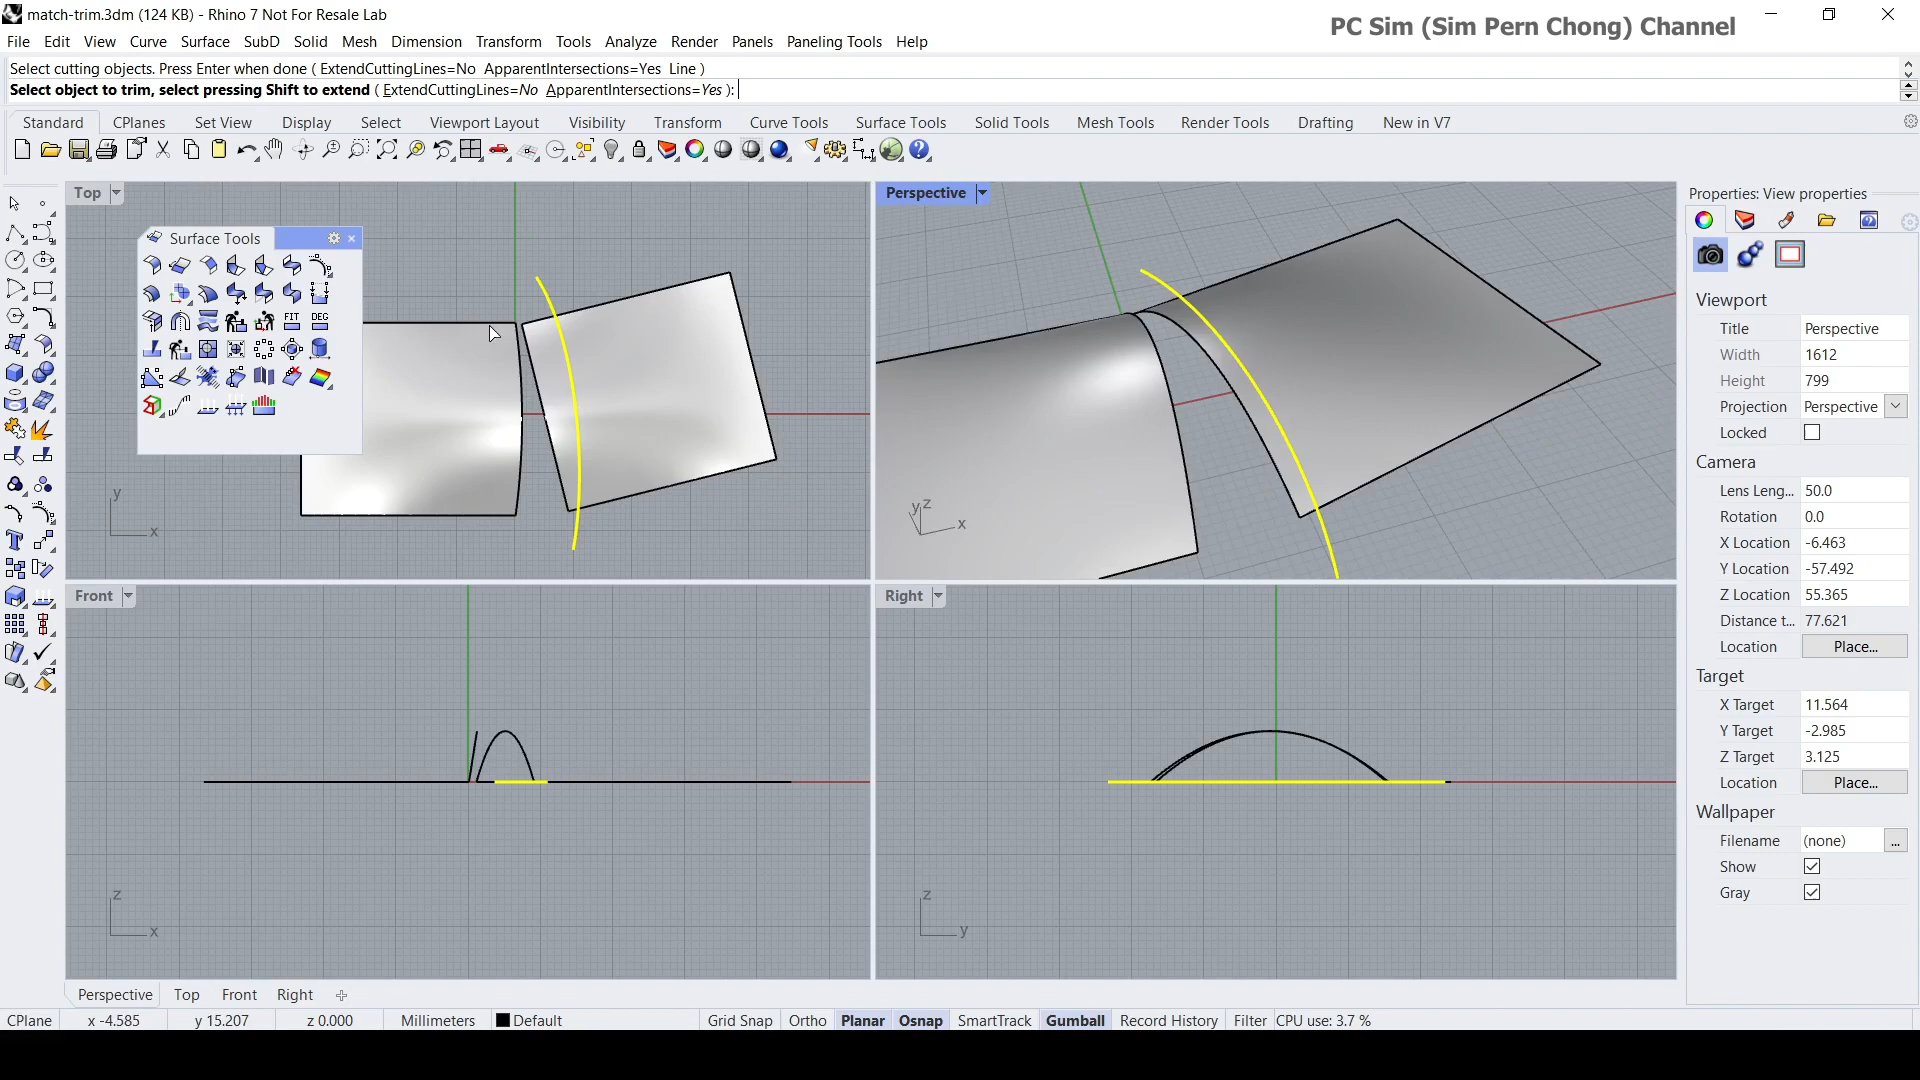 match-trim.3dm (124 KB) - Rhino 7 Not For Resale Lab
PC Sim (Sim Pern Chong) Channel
File Edit View Curve Surface SubD Solid Mesh Dimension Transform Tools Analyze Render Panels Paneling Tools Help
Select cutting objects. Press Enter when done ( ExtendCuttingLines=No ApparentIntersections=Yes Line )
Select object to trim, select pressing Shift to extend ( ExtendCuttingLines=No ApparentIntersections=Yes ):
Standard CPlanes Set View Display Select Viewport Layout Visibility Transform Curve Tools Surface Tools Solid Tools Mesh Tools Render Tools Drafting New in V7
Top
Perspective
Properties: View properties
Surface Tools
FIT DEG
y
x
y z
x
Viewport
Title Perspective
Width 1612
Height 799
Projection Perspective
Locked
Camera
Lens Leng... 50.0
Rotation 0.0
X Location -6.463
Y Location -57.492
Z Location 55.365
Distance t... 77.621
Location Place...
Target
X Target 11.564
Y Target -2.985
Z Target 3.125
Location Place...
Wallpaper
Filename (none) ...
Show
Gray
Front
Right
z
x
z
y
Perspective Top Front Right
CPlane x -4.585 y 15.207 z 0.000 Millimeters Default Grid Snap Ortho Planar Osnap SmartTrack Gumball Record History Filter CPU use: 3.7 %